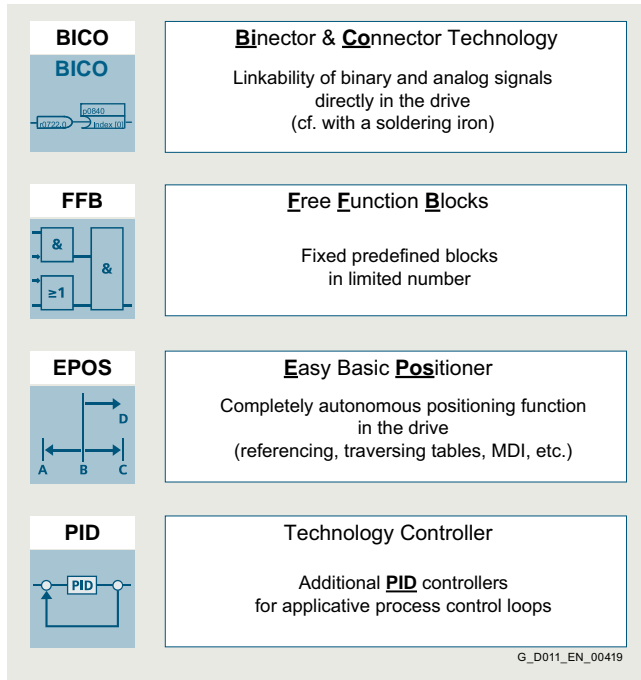 BICO
Binector & Connector Technology
BICO
Linkability of binary and analog signals
directly in the drive
(cf. with a soldering iron)
p0840
r0722.0
Index [0]
FFB
Free Function Blocks
&
&
≥1
Fixed predefined blocks
in limited number
EPOS
Easy Basic Positioner
D
A B C
Completely autonomous positioning function
in the drive
(referencing, traversing tables, MDI, etc.)
PID
Technology Controller
PID
Additional PID controllers
for applicative process control loops
G_D011_EN_00419